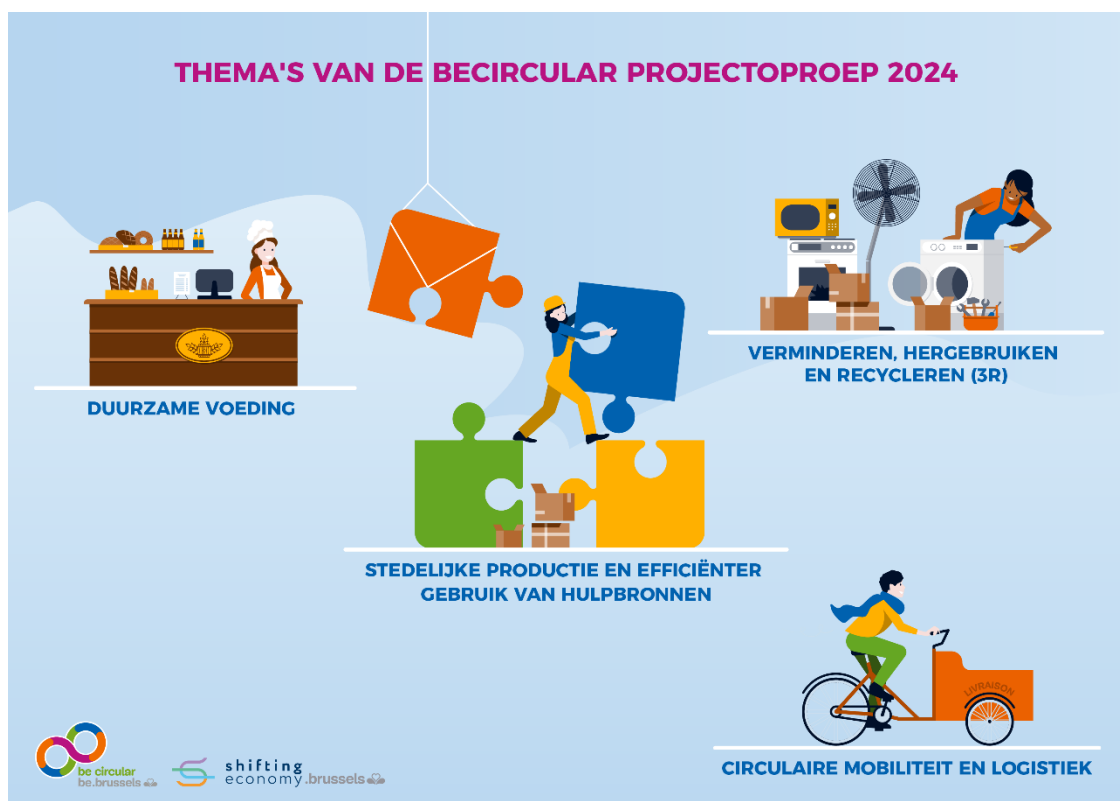 THEMA'S VAN DE BECIRCULAR PROJECTOPROEP 2024
DUURZAME VOEDING
VERMINDEREN, HERGEBRUIKEN
EN RECYCLEREN (3R)
STEDELIJKE PRODUCTIE EN EFFICIËNTER
GEBRUIK VAN HULPBRONNEN
LIVRAISON
CIRCULAIRE MOBILITEIT EN LOGISTIEK
be circular
be.brussels
shifting
economy.brussels